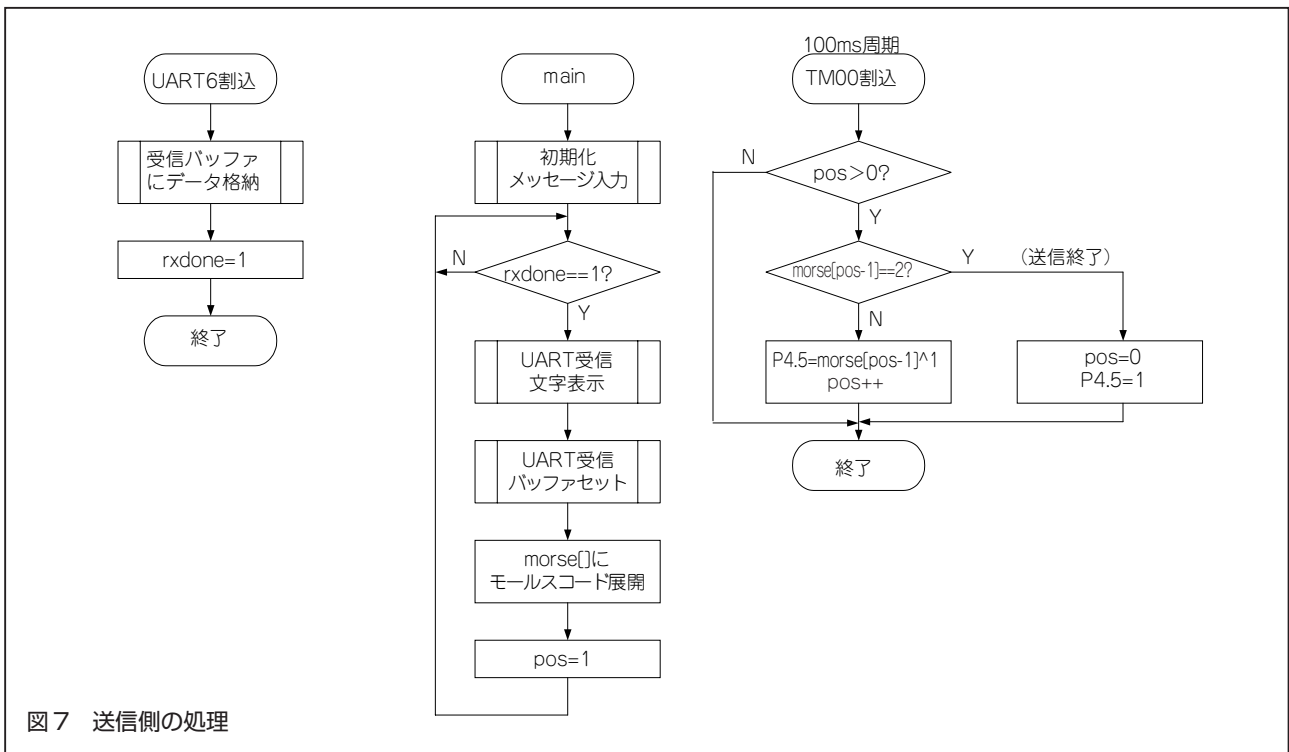 UART6割込
受信バッファ
にデータ格納
rxdone=1
終了
main
初期化
メッセージ入力
rxdone==1?
N
Y
UART受信
文字表示
UART受信
バッファセット
morse[]に
モールスコード展開
pos=1
100ms周期
TM00割込
N
pos>0?
Y
morse[pos-1]==2?
Y
(送信終了)
N
P4.5=morse[pos-1]^1
pos++
pos=0
P4.5=1
終了
図7 送信側の処理